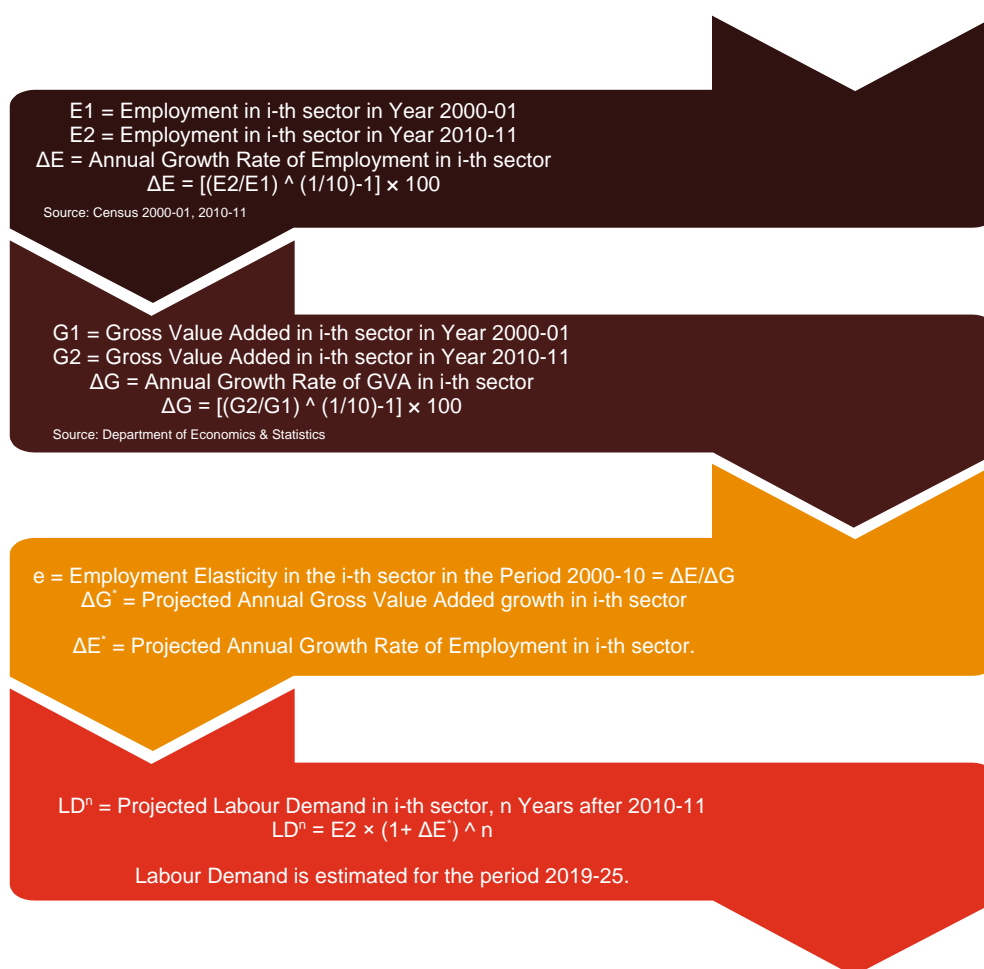 E1 = Employment in i-th sector in Year 2000-01
E2 = Employment in i-th sector in Year 2010-11
ΔE = Annual Growth Rate of Employment in i-th sector
ΔE = [(E2/E1) ^ (1/10)-1] × 100
Source: Census 2000-01, 2010-11
G1 = Gross Value Added in i-th sector in Year 2000-01
G2 = Gross Value Added in i-th sector in Year 2010-11
ΔG = Annual Growth Rate of GVA in i-th sector
ΔG = [(G2/G1) ^ (1/10)-1] × 100
Source: Department of Economics & Statistics
e = Employment Elasticity in the i-th sector in the Period 2000-10 = ΔE/ΔG
ΔG* = Projected Annual Gross Value Added growth in i-th sector
ΔE* = Projected Annual Growth Rate of Employment in i-th sector.
LDⁿ = Projected Labour Demand in i-th sector, n Years after 2010-11
LDⁿ = E2 × (1+ ΔE*) ^ n
Labour Demand is estimated for the period 2019-25.